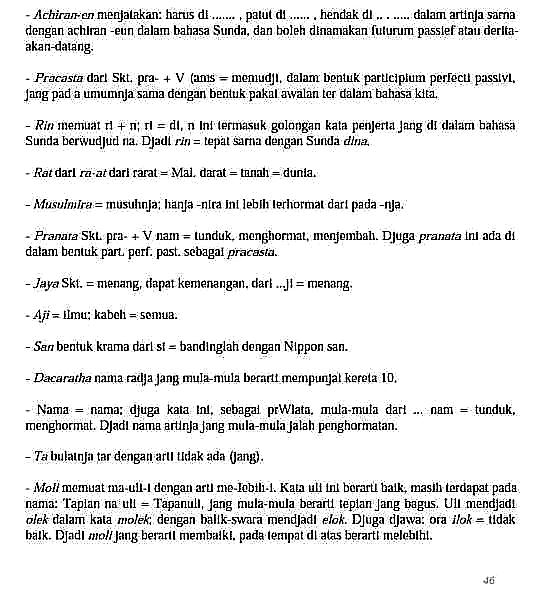 - Achiran-en menjatakan: harus di ....... , patut di ...... , hendak di .. . ..... dalam artinja sama
dengan achiran -eun dalam bahasa Sunda, dan boleh dinamakan futurum passief atau derita-
akan-datang.
- Pracasta dari Skt. pra- + V (ams = memudji, dalam bentuk participium perfecti passivi,
jang pad a umumnja sama dengan bentuk pakai awalan ter dalam bahasa kita.
- Rin memuat ri + n; ri = di, n ini termasuk golongan kata penjerta jang di dalam bahasa
Sunda berwudjud na. Djadi rin = tepat sama dengan Sunda dina.
- Rat dari ra-at dari rarat = Mal. darat = tanah = dunia.
- Musuhnira = musuhnja; hanja -nira ini lebih terhormat dari pada -nja.
- Pranata Skt. pra- + V nam = tunduk, menghormat, menjembah. Djuga pranata ini ada di
dalam bentuk part. perf. past. sebagai pracasta.
- Jaya Skt. = menang, dapat kemenangan, dari ...ji = menang.
- Aji = ilmu; kabeh = semua.
- San bentuk krama dari si = bandinglah dengan Nippon san.
- Dacaratha nama radja jang mula-mula berarti mempunjai kereta 10.
- Nama = nama; djuga kata ini, sebagai prWlata, mula-mula dari ... nam = tunduk,
menghormat. Djadi nama artinja jang mula-mula jalah penghormatan.
- Ta bulatnja tar dengan arti tidak ada (jang).
- Moli memuat ma-uli-i dengan arti me-lebih-i. Kata uli ini berarti baik, masih terdapat pada
nama: Tapian na uli = Tapanuli, jang mula-mula berarti tepian jang bagus. Uli mendjadi
olek dalam kata molek; dengan balik-swara mendjadi elok. Djuga djawa: ora ilok = tidak
baik. Djadi moli jang berarti membaiki, pada tempat di atas berarti melebihi.
46